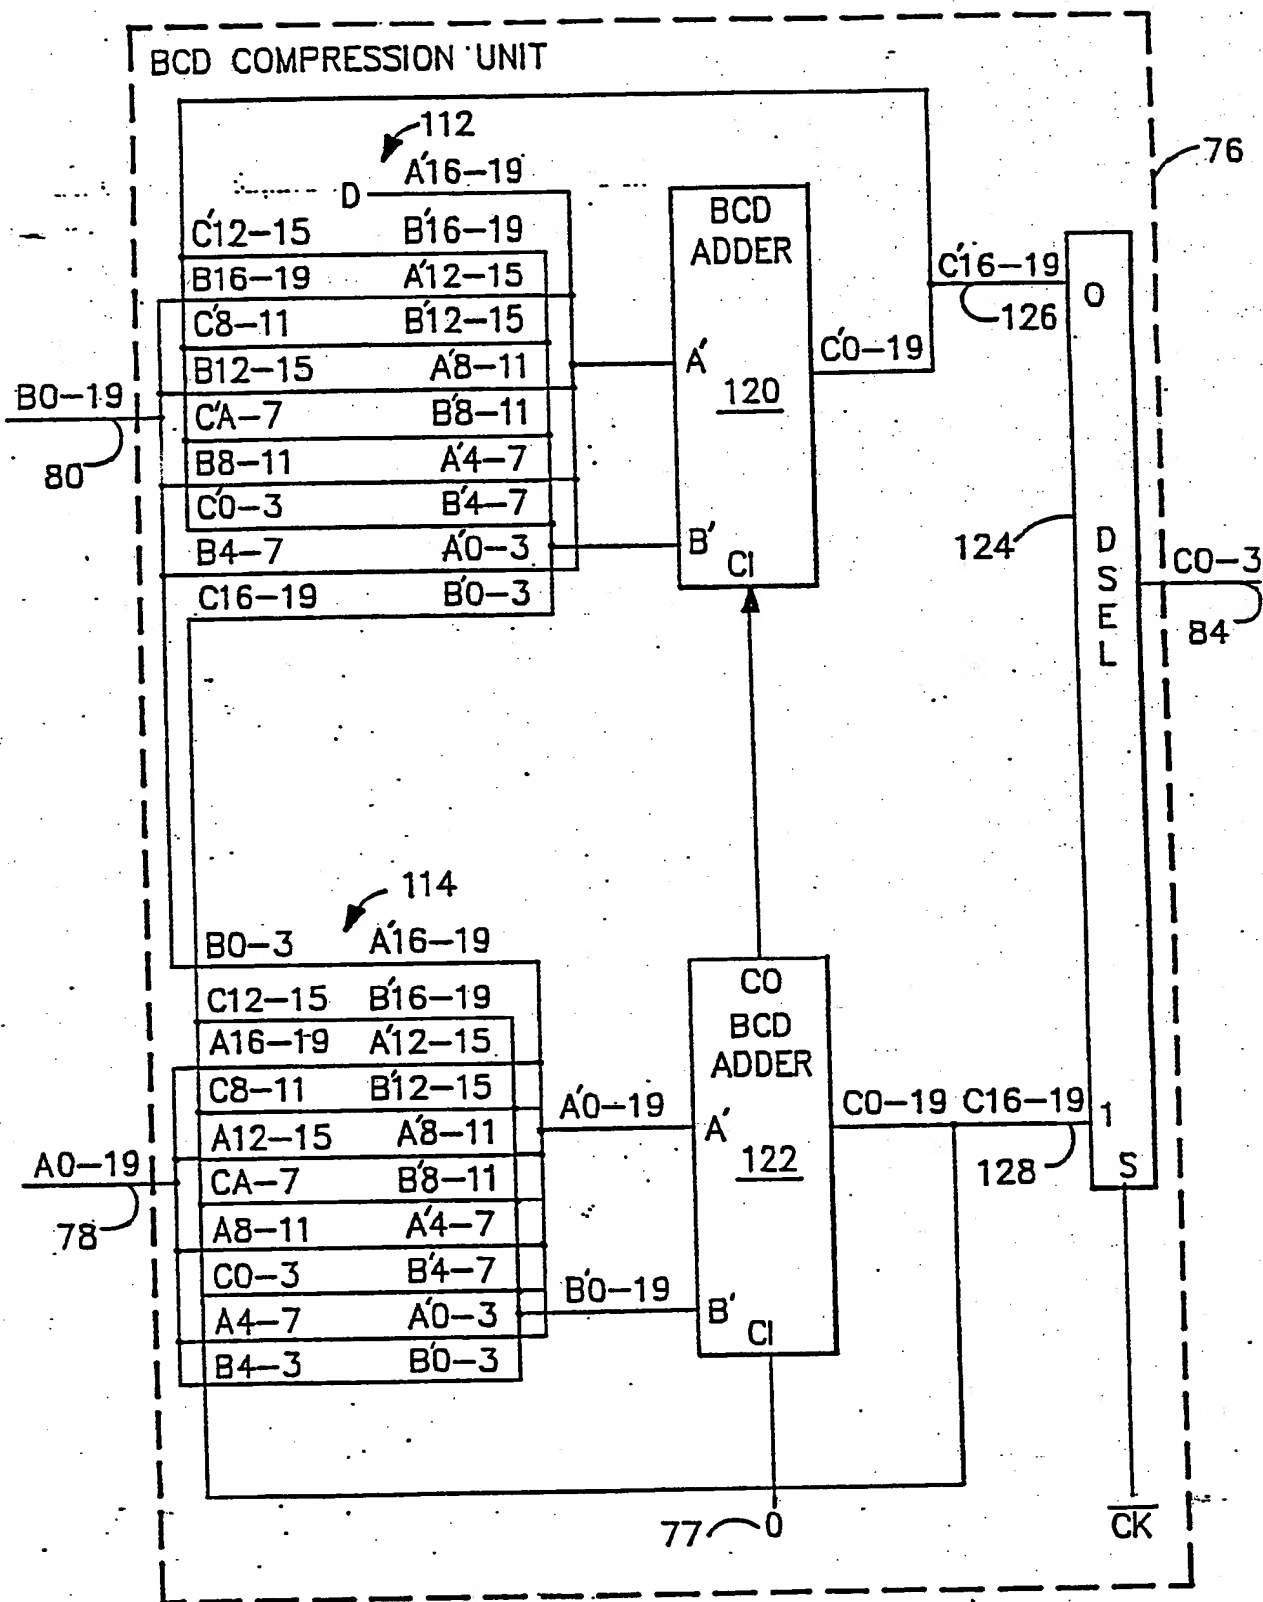 BCD COMPRESSION UNIT
112
76
D A'16-19
C'12-15 B'16-19
B16-19 A'12-15
C'8-11 B'12-15
B12-15 A'8-11
C'A-7 B'8-11
B8-11 A'4-7
C'0-3 B'4-7
B4-7 A'0-3
C16-19 B'0-3
B0-19
80
BCD
ADDER
A'
120
B'
CI
C'0-19
C'16-19
126
0
124
D
S
E
L
C0-3
84
114
B0-3 A'16-19
C12-15 B'16-19
A16-19 A'12-15
C8-11 B'12-15
A12-15 A'8-11
CA-7 B'8-11
A8-11 A'4-7
C0-3 B'4-7
A4-7 A'0-3
B4-3 B'0-3
A0-19
78
A'0-19
B'0-19
CO
BCD
ADDER
A'
122
B'
CI
C0-19 C16-19
128
1
S
77 0
CK